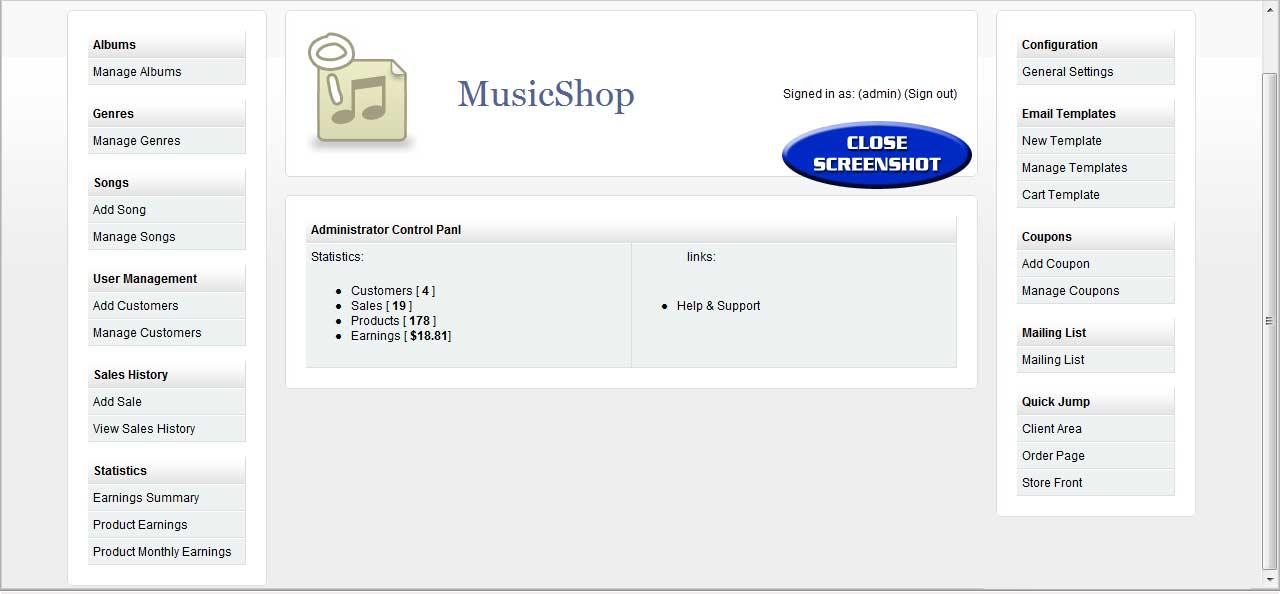 Albums
Manage Albums
Genres
Manage Genres
Songs
Add Song
Manage Songs
User Management
Add Customers
Manage Customers
Sales History
Add Sale
View Sales History
Statistics
Earnings Summary
Product Earnings
Product Monthly Earnings
MusicShop
Signed in as: (admin) (Sign out)
CLOSE
SCREENSHOT
Administrator Control Panl
Statistics:
Customers [ 4 ]
Sales [ 19 ]
Products [ 178 ]
Earnings [ $18.81]
links:
Help & Support
Configuration
General Settings
Email Templates
New Template
Manage Templates
Cart Template
Coupons
Add Coupon
Manage Coupons
Mailing List
Mailing List
Quick Jump
Client Area
Order Page
Store Front